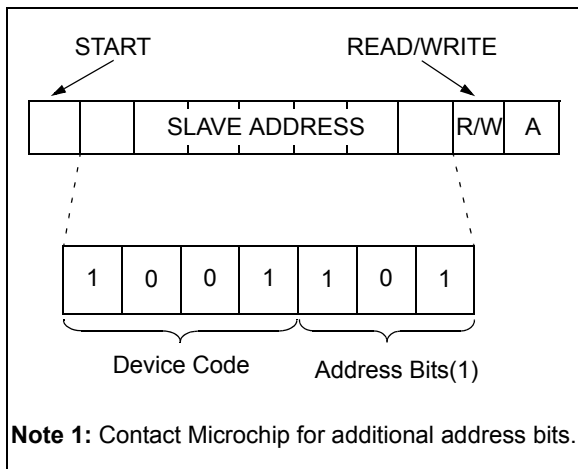 START READ/WRITE
SLAVE ADDRESS R/W A
1 0 0 1 1 0 1
Device Code Address Bits(1)
Note 1: Contact Microchip for additional address bits.